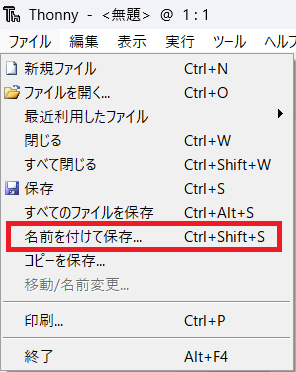 Thonny - <無題> @ 1 : 1
ファイル 編集 表示 実行 ツール ヘル
新規ファイル Ctrl+N
ファイルを開く... Ctrl+O
最近利用したファイル
閉じる Ctrl+W
すべて閉じる Ctrl+Shift+W
保存 Ctrl+S
すべてのファイルを保存 Ctrl+Alt+S
名前を付けて保存... Ctrl+Shift+S
コピーを保存...
移動/名前変更...
印刷... Ctrl+P
終了 Alt+F4